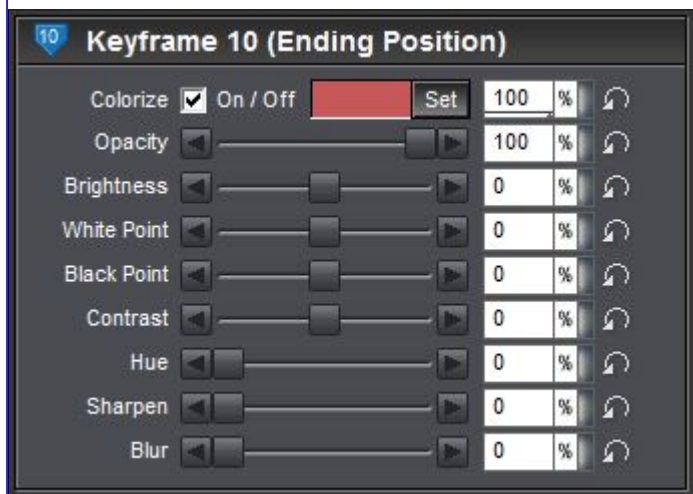 10 Keyframe 10 (Ending Position)
Colorize On / Off Set 100 %
Opacity 100 %
Brightness 0 %
White Point 0 %
Black Point 0 %
Contrast 0 %
Hue 0 %
Sharpen 0 %
Blur 0 %